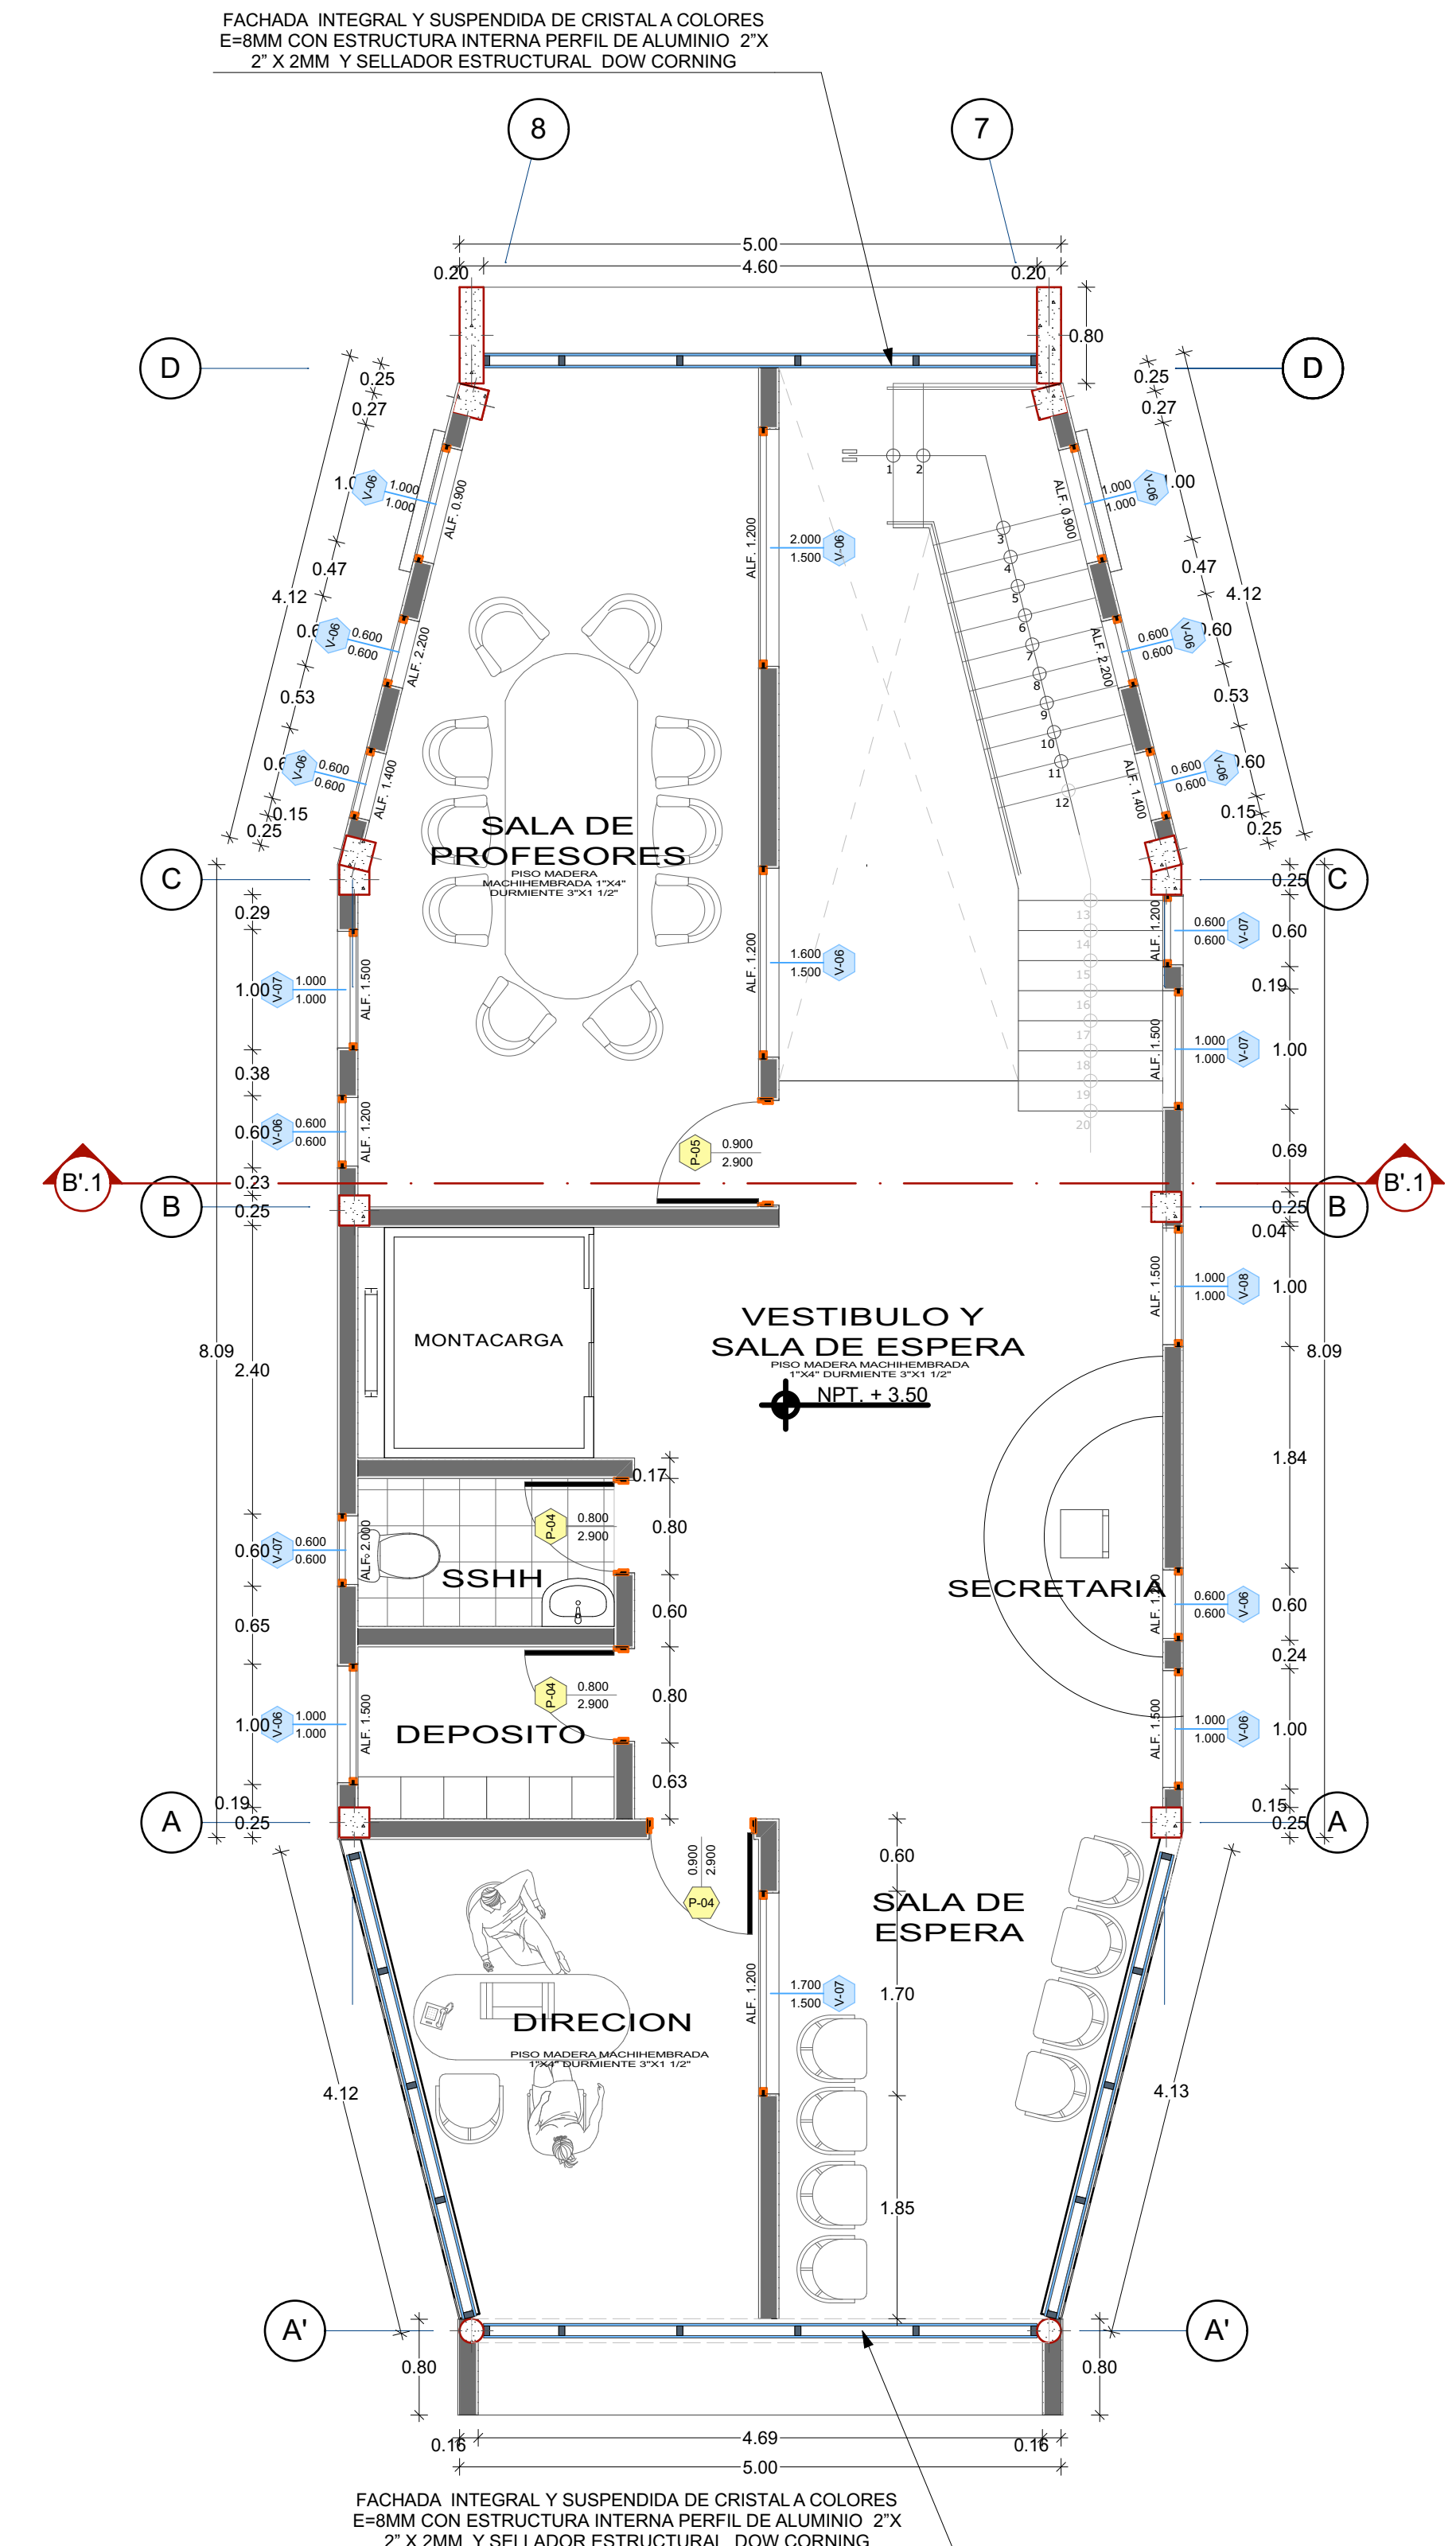 FACHADA INTEGRAL Y SUSPENDIDA DE CRISTAL A COLORES
E=8MM CON ESTRUCTURA INTERNA PERFIL DE ALUMINIO 2”X
2” X 2MM Y SELLADOR ESTRUCTURAL DOW CORNING
8
7
5.00
0.20
4.60
0.20
0.80
D
D
0.25
0.27
V-06
1.000
1.000
ALF. 0.900
0.47
4.12
V-06
0.600
0.600
ALF. 2.200
0.53
V-06
0.600
0.600
ALF. 1.400
0.15
0.25
0.25
0.27
ALF. 0.900
1.000
1.000
V-06
0.47
4.12
ALF. 2.200
0.600
0.600
V-06
0.53
ALF. 1.400
0.600
0.600
V-06
0.15
0.25
ALF. 1.200
2.000
1.500
V-06
1
2
3
4
5
6
7
8
9
10
11
12
13
14
15
16
17
18
19
20
SALA DE
PROFESORES
PISO MADERA
MACHIHEMBRADA 1"X4"
DURMIENTE 3"X1 1/2"
ALF. 1.200
1.600
1.500
V-06
C
C
0.29
1.00
V-07
1.000
1.000
ALF. 1.500
0.38
0.60
V-06
0.600
0.600
ALF. 1.200
0.23
0.25
0.25
ALF. 1.200
0.600
0.600
V-07
0.60
0.19
ALF. 1.500
1.000
1.000
V-07
1.00
0.69
0.25
0.04
P-05
0.900
2.900
B'.1
B'.1
B
B
8.09
2.40
8.09
MONTACARGA
VESTIBULO Y
SALA DE ESPERA
PISO MADERA MACHIHEMBRADA
1"X4" DURMIENTE 3"X1 1/2"
NPT. + 3.50
ALF. 1.500
1.000
1.000
V-08
1.00
1.84
0.17
P-04
0.800
2.900
0.80
0.60
V-07
0.600
0.600
ALF. 2.000
SSHH
0.60
0.65
SECRETARIA
0.600
0.600
V-06
0.60
0.24
P-04
0.800
2.900
0.80
1.00
V-06
1.000
1.000
ALF. 1.500
DEPOSITO
0.63
ALF. 1.500
1.000
1.000
V-06
1.00
0.19
0.25
0.15
0.25
A
A
0.900
2.900
P-04
0.60
SALA DE
ESPERA
ALF. 1.200
1.700
1.500
V-07
1.70
DIRECION
PISO MADERA MACHIHEMBRADA
1"X4" DURMIENTE 3"X1 1/2"
4.12
4.13
1.85
A'
A'
0.80
0.80
0.16
4.69
0.16
5.00
FACHADA INTEGRAL Y SUSPENDIDA DE CRISTAL A COLORES
E=8MM CON ESTRUCTURA INTERNA PERFIL DE ALUMINIO 2”X
2” X 2MM Y SELLADOR ESTRUCTURAL DOW CORNING